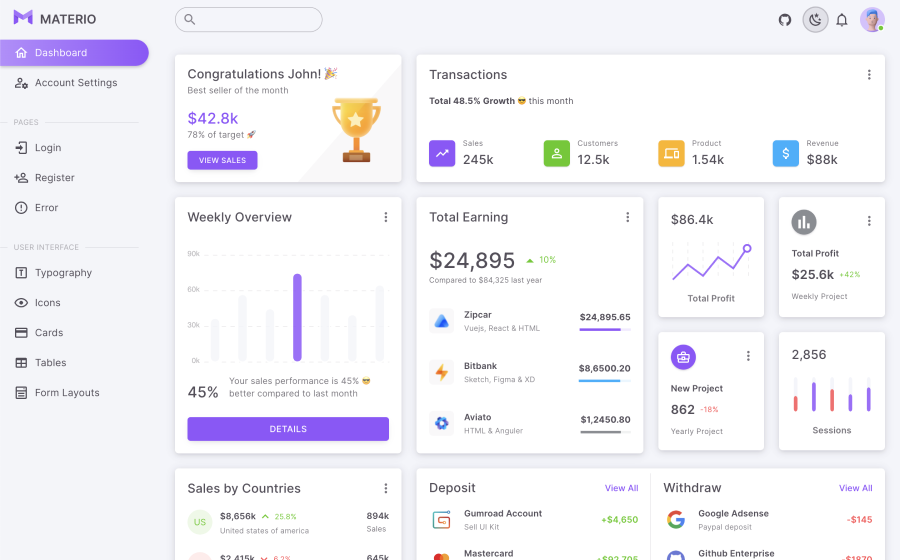 MATERIO
Dashboard
Account Settings
PAGES
Login
Register
Error
USER INTERFACE
Typography
Icons
Cards
Tables
Form Layouts
Congratulations John! 🎉
Best seller of the month
$42.8k
78% of target 🚀
VIEW SALES
Transactions
Total 48.5% Growth 😎 this month
Sales
245k
Customers
12.5k
Product
1.54k
Revenue
$88k
Weekly Overview
90k
60k
30k
0k
45%
Your sales performance is 45% 😎
better compared to last month
DETAILS
Total Earning
$24,895
10%
Compared to $84,325 last year
Zipcar
Vuejs, React & HTML
$24,895.65
Bitbank
Sketch, Figma & XD
$8,6500.20
Aviato
HTML & Anguler
$1,2450.80
$86.4k
Total Profit
Total Profit
$25.6k +42%
Weekly Project
New Project
862 -18%
Yearly Project
2,856
Sessions
Sales by Countries
US
$8,656k
25.8%
United states of america
894k
Sales
$2,415k
6.2%
645k
Deposit
View All
Gumroad Account
Sell UI Kit
+$4,650
Mastercard
+$92,705
Withdraw
View All
Google Adsense
Paypal deposit
-$145
Github Enterprise
-$1870